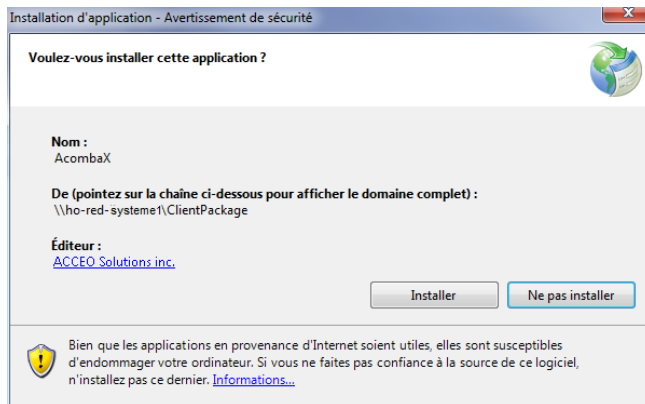 Installation d'application - Avertissement de sécurité
Voulez-vous installer cette application ?
Nom :
AcombaX
De (pointez sur la chaîne ci-dessous pour afficher le domaine complet) :
\\ho-red-systeme1\ClientPackage
Éditeur :
ACCEO Solutions inc.
Installer
Ne pas installer
Bien que les applications en provenance d'Internet soient utiles, elles sont susceptibles
d'endommager votre ordinateur. Si vous ne faites pas confiance à la source de ce logiciel,
n'installez pas ce dernier. Informations...